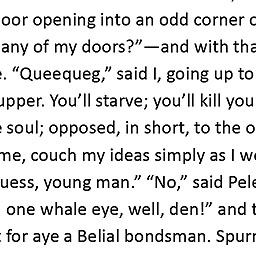 oor opening into an odd corner
any of my doors?”—and with tha
. “Queequeg,” said I, going up to
upper. You’ll starve; you’ll kill you
soul; opposed, in short, to the o
me, couch my ideas simply as I w
uess, young man.” “No,” said Pele
one whale eye, well, den!” and t
for aye a Belial bondsman. Spurn